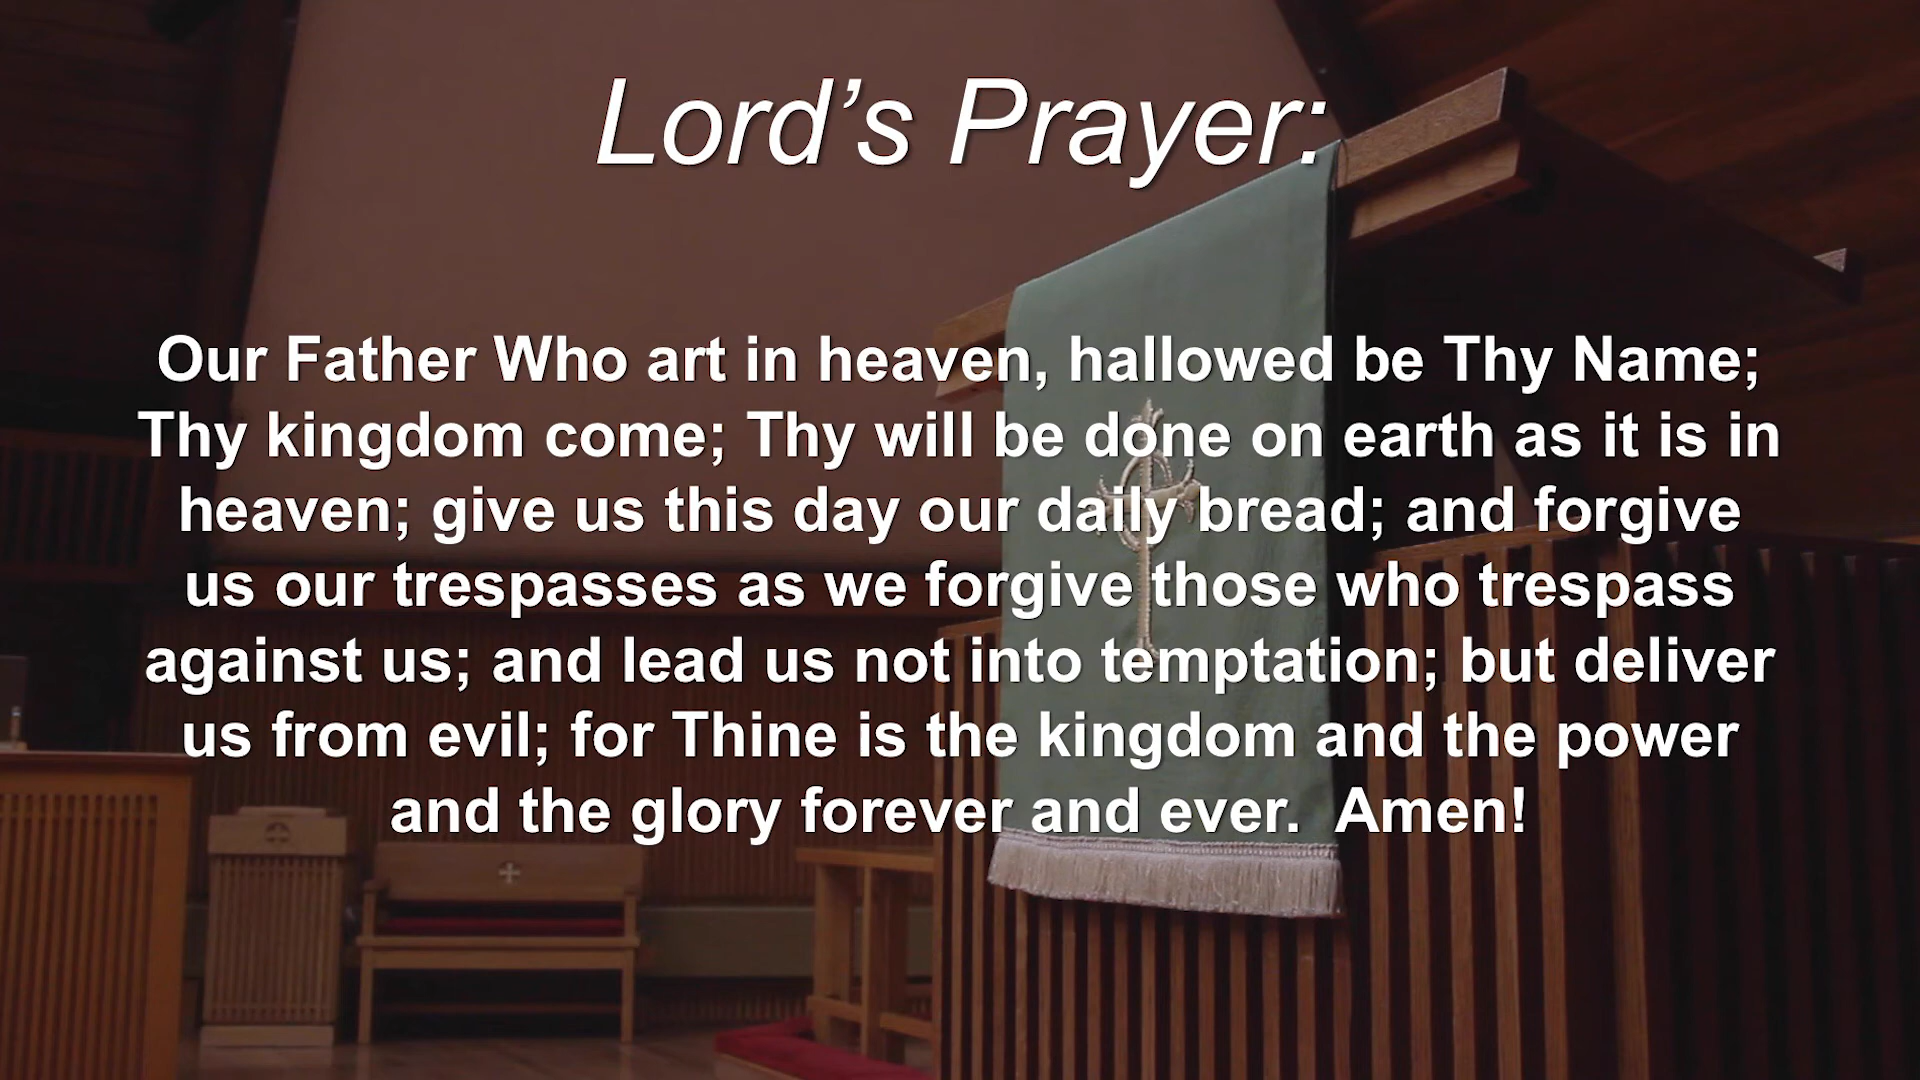 Lord’s Prayer:
Our Father Who art in heaven, hallowed be Thy Name;
Thy kingdom come; Thy will be done on earth as it is in
heaven; give us this day our daily bread; and forgive
us our trespasses as we forgive those who trespass
against us; and lead us not into temptation; but deliver
us from evil; for Thine is the kingdom and the power
and the glory forever and ever.  Amen!